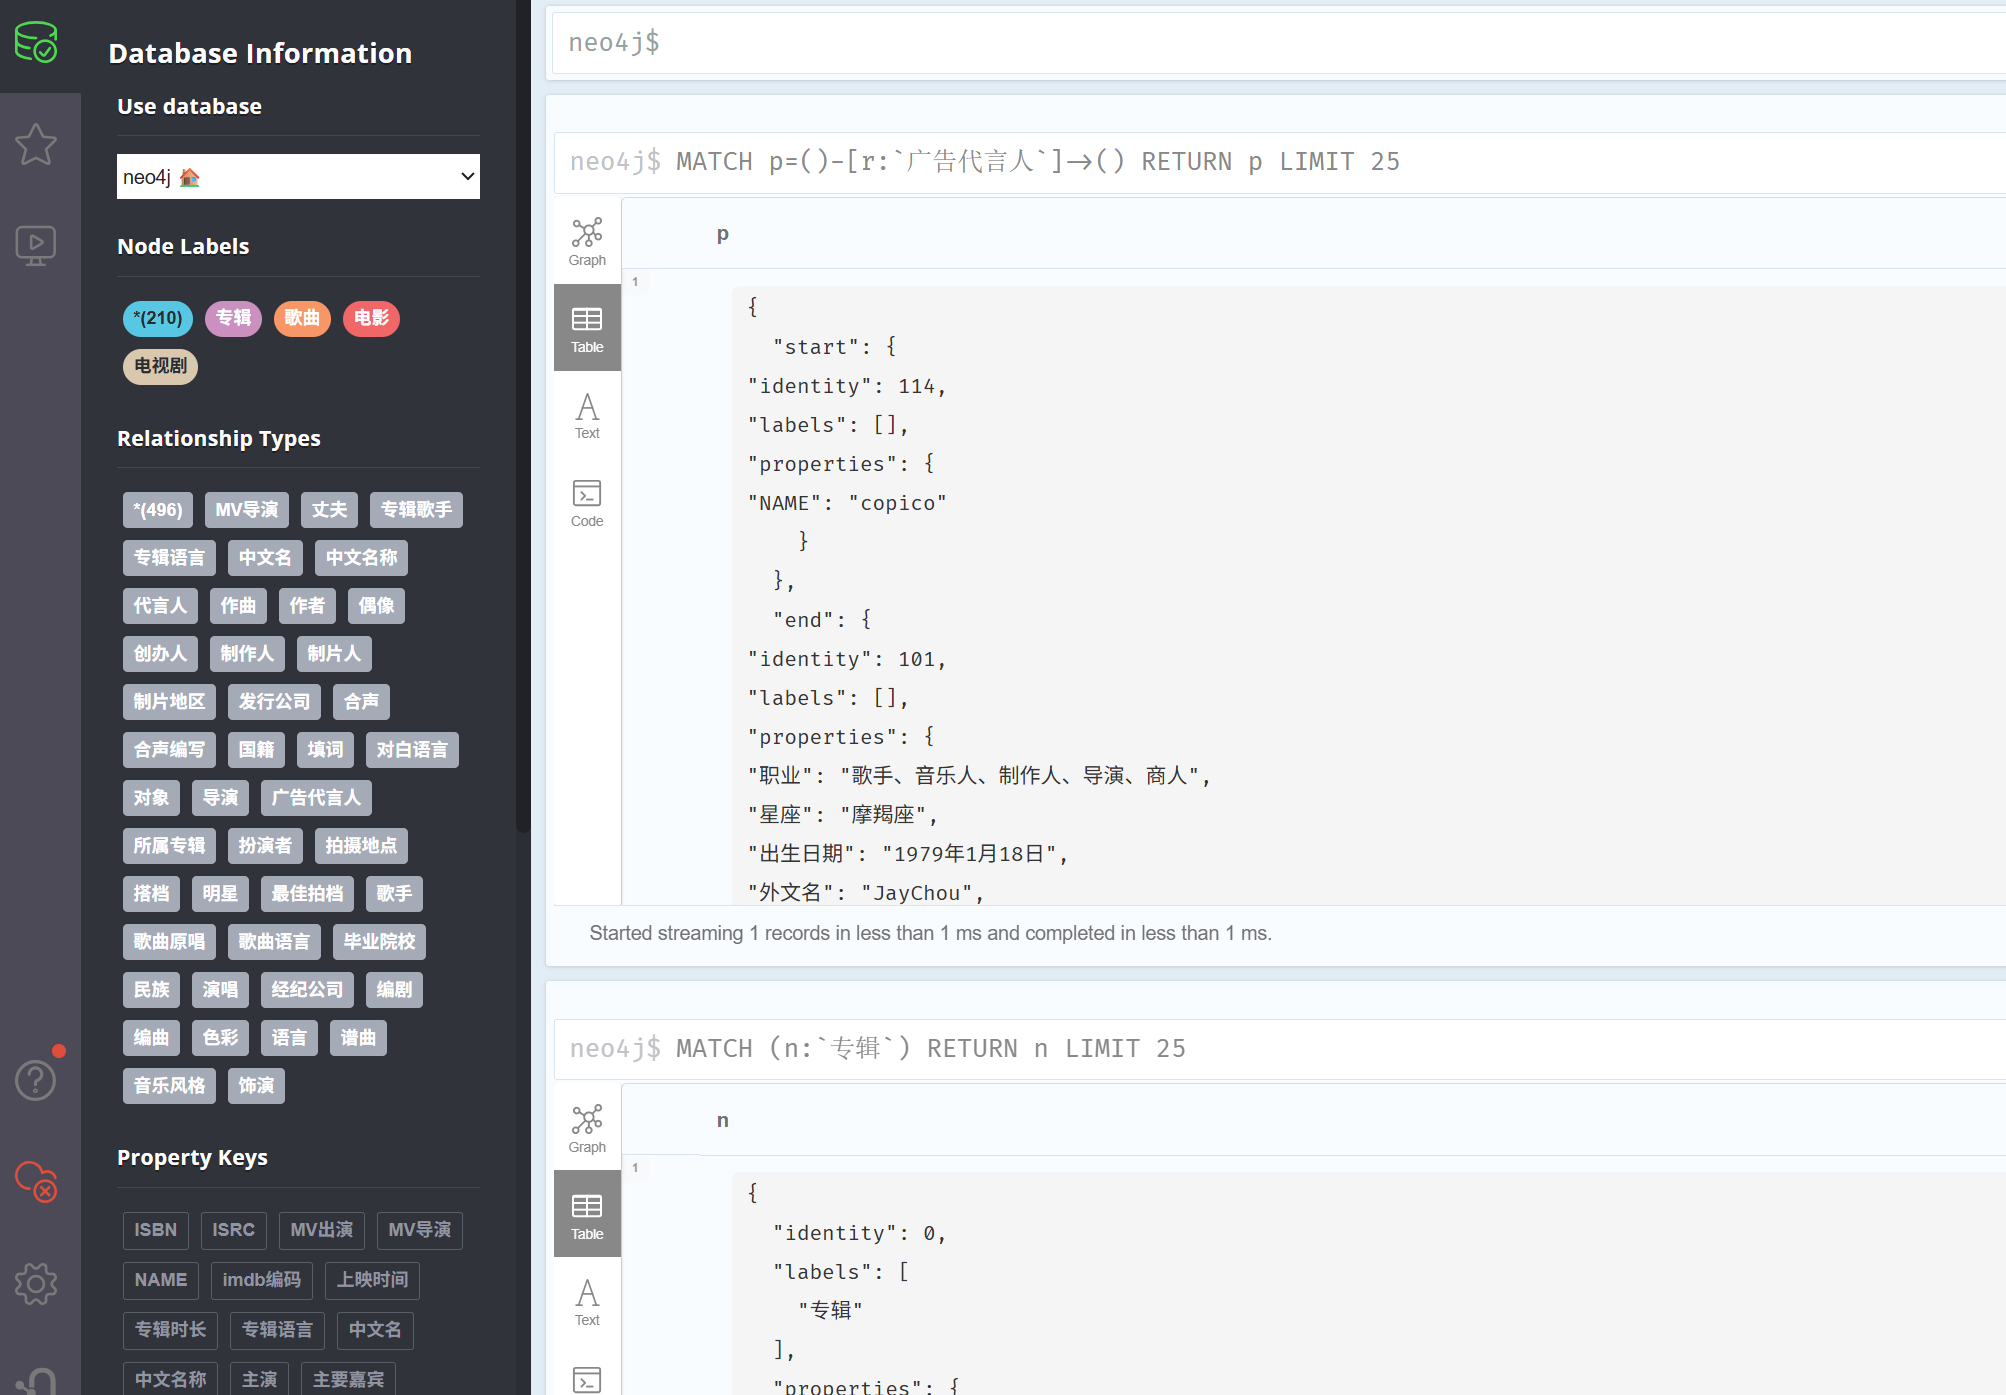 Database Information
Use database
neo4j
Node Labels
*(210) 专辑 歌曲 电影
电视剧
Relationship Types
*(496) MV导演 丈夫 专辑歌手
专辑语言 中文名 中文名称
代言人 作曲 作者 偶像
创办人 制作人 制片人
制片地区 发行公司 合声
合声编写 国籍 填词 对白语言
对象 导演 广告代言人
所属专辑 扮演者 拍摄地点
搭档 明星 最佳拍档 歌手
歌曲原唱 歌曲语言 毕业院校
民族 演唱 经纪公司 编剧
编曲 色彩 语言 谱曲
音乐风格 饰演
Property Keys
ISBN ISRC MV出演 MV导演
NAME imdb编码 上映时间
专辑时长 专辑语言 中文名
中文名称 主演 主要嘉宾
neo4j$
neo4j$ MATCH p=()-[r:`广告代言人`]->() RETURN p LIMIT 25
Graph
Table
Text
Code
p
1
{
"start": {
"identity": 114,
"labels": [],
"properties": {
"NAME": "copico"
}
},
"end": {
"identity": 101,
"labels": [],
"properties": {
"职业": "歌手、音乐人、制作人、导演、商人",
"星座": "摩羯座",
"出生日期": "1979年1月18日",
"外文名": "JayChou",
Started streaming 1 records in less than 1 ms and completed in less than 1 ms.
neo4j$ MATCH (n:`专辑`) RETURN n LIMIT 25
Graph
Table
Text
n
1
{
"identity": 0,
"labels": [
"专辑"
],
"properties": {